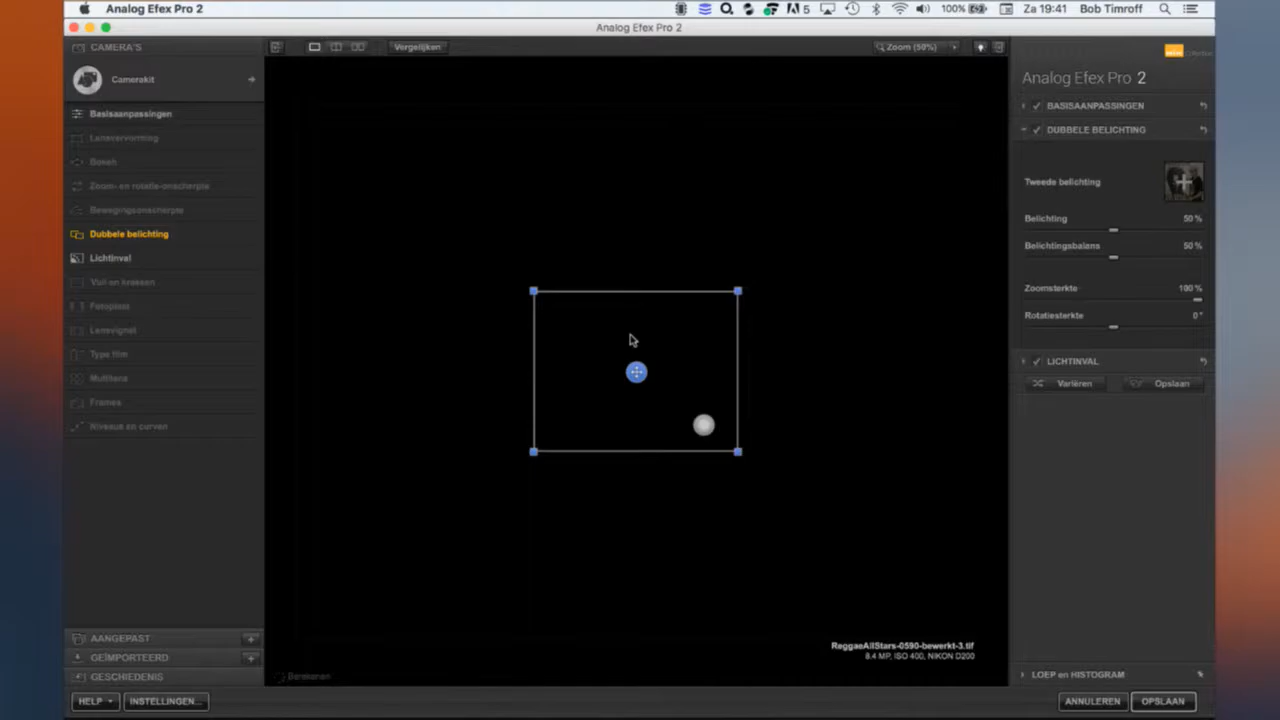 Analog Efex Pro 2
5
100%
Za 19:41
Bob Timroff
Analog Efex Pro 2
CAMERA'S
Vergelijken
Zoom (50%)
Camerakit
Analog Efex Pro 2
Basisaanpassingen
BASISAANPASSINGEN
Lensvervorming
DUBBELE BELICHTING
Bokeh
Zoom- en rotatie-onscherpte
Tweede belichting
Bewegingsonscherpte
Belichting
50%
Dubbele belichting
Belichtingsbalans
50%
Lichtinval
Vuil en krassen
Zoomsterkte
100%
Fotoplaat
Rotatiesterkte
0°
Lensvignet
Type film
LICHTINVAL
Multilens
Variëren
Opslaan
Frames
Niveaus en curven
AANGEPAST
ReggaeAllStars-0590-bewerkt-3.tif
8.4 MP, ISO 400, NIKON D200
GEÏMPORTEERD
GESCHIEDENIS
LOEP en HISTOGRAM
HELP
INSTELLINGEN...
ANNULEREN
OPSLAAN